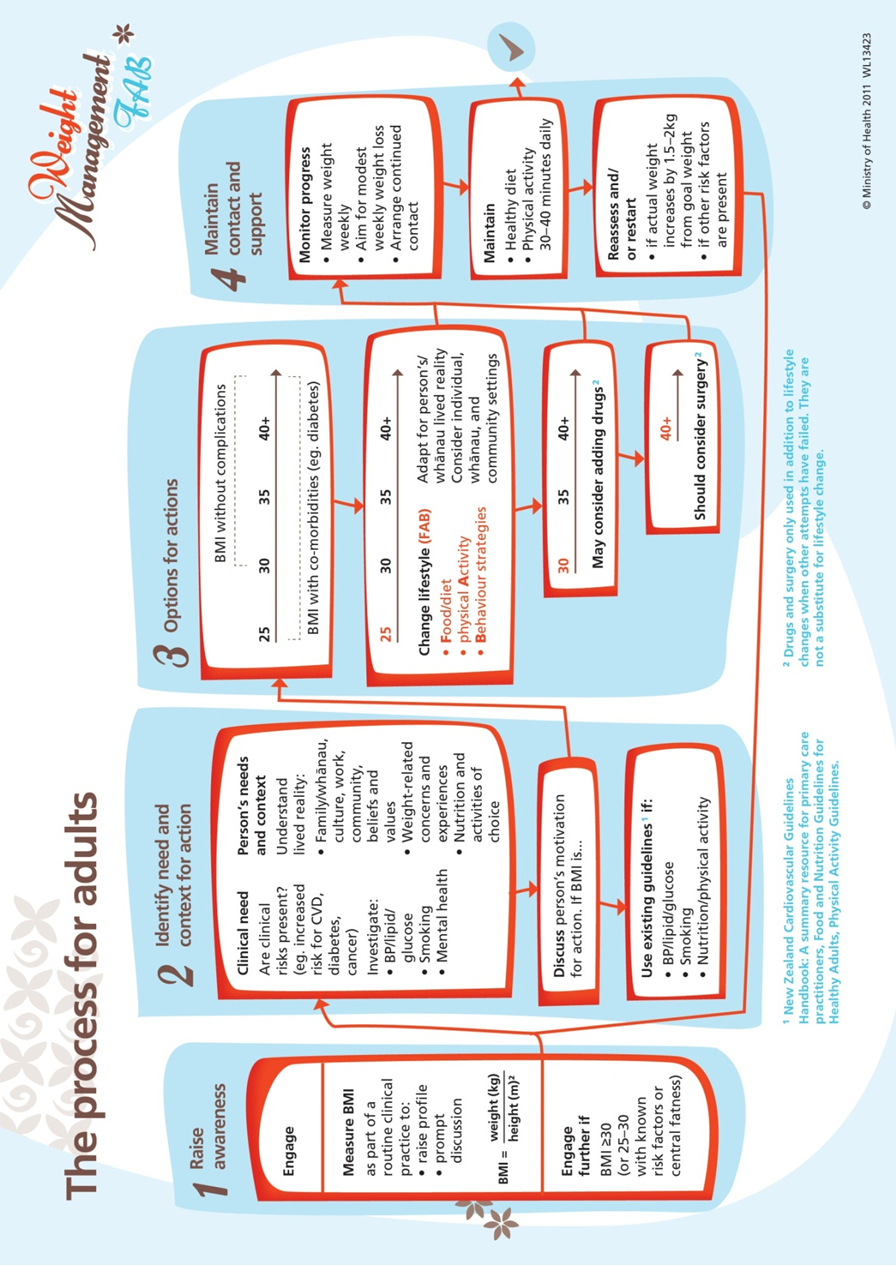 The process for adults
Weight
Management
FAB
1 Raise
awareness
Engage
Measure BMI
as part of a
routine clinical
practice to:
• raise profile
• prompt
discussion
BMI = weight (kg)
height (m)²
Engage
further if
BMI ≥30
(or 25–30
with known
risk factors or
central fatness)
2 Identify need and
context for action
Clinical need
Are clinical
risks present?
(eg. increased
risk for CVD,
diabetes,
cancer)
Investigate:
• BP/lipid/
glucose
• Smoking
• Mental health
Person's needs
and context
Understand
lived reality:
• Family/whānau,
culture, work,
community,
beliefs and
values
• Weight-related
concerns and
experiences
• Nutrition and
activities of
choice
Discuss person's motivation
for action. If BMI is...
Use existing guidelines ¹ if:
• BP/lipid/glucose
• Smoking
• Nutrition/physical activity
3 Options for actions
BMI without complications
25 30 35 40+
BMI with co-morbidities (eg. diabetes)
25 30 35 40+
Change lifestyle (FAB)
• Food/diet
• physical Activity
• Behaviour strategies
Adapt for person's/
whānau lived reality
Consider individual,
whānau, and
community settings
30 35 40+
May consider adding drugs ²
40+
Should consider surgery ²
4 Maintain
contact and
support
Monitor progress
• Measure weight
weekly
• Aim for modest
weekly weight loss
• Arrange continued
contact
Maintain
• Healthy diet
• Physical activity
30–40 minutes daily
Reassess and/
or restart
• if actual weight
increases by 1.5–2kg
from goal weight
• if other risk factors
are present
¹ New Zealand Cardiovascular Guidelines
Handbook: A summary resource for primary care
practitioners, Food and Nutrition Guidelines for
Healthy Adults, Physical Activity Guidelines.
² Drugs and surgery only used in addition to lifestyle
changes when other attempts have failed. They are
not a substitute for lifestyle change.
© Ministry of Health 2011 WL13423